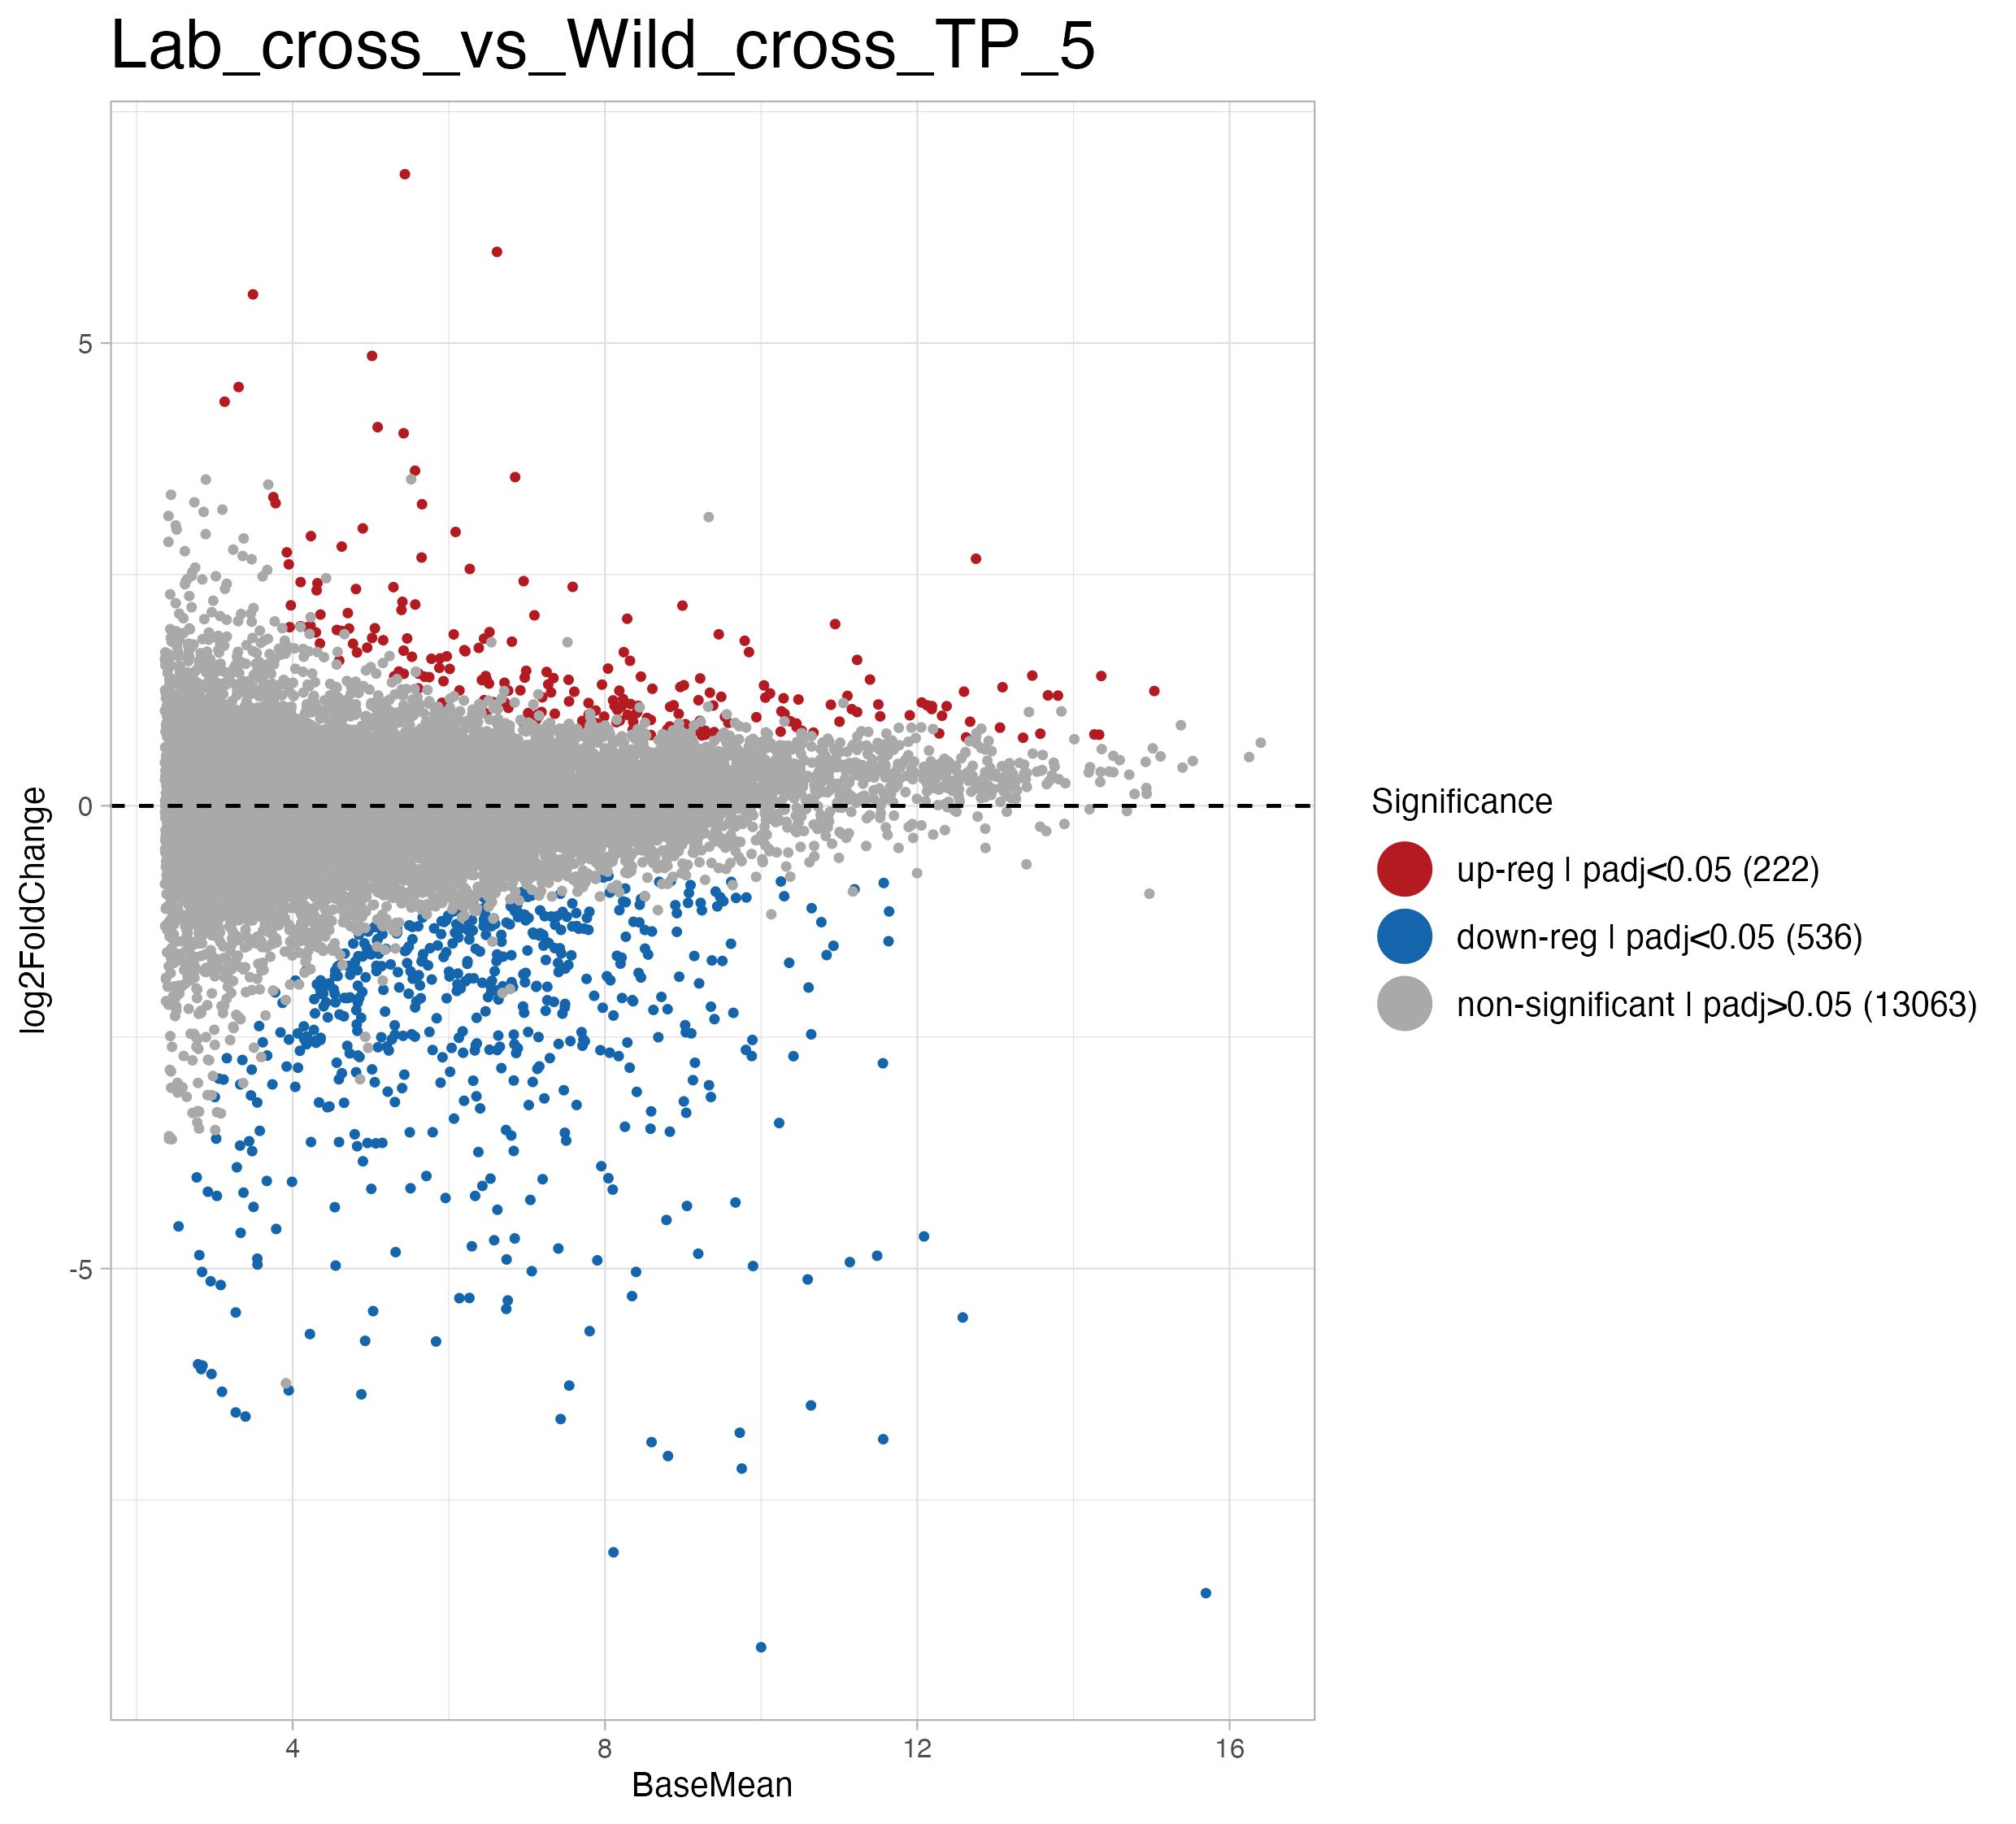 Lab_cross_vs_Wild_cross_TP_5
log2FoldChange
5
0
-5
4
8
12
16
BaseMean
Significance
up-reg | padj<0.05 (222)
down-reg | padj<0.05 (536)
non-significant | padj>0.05 (13063)